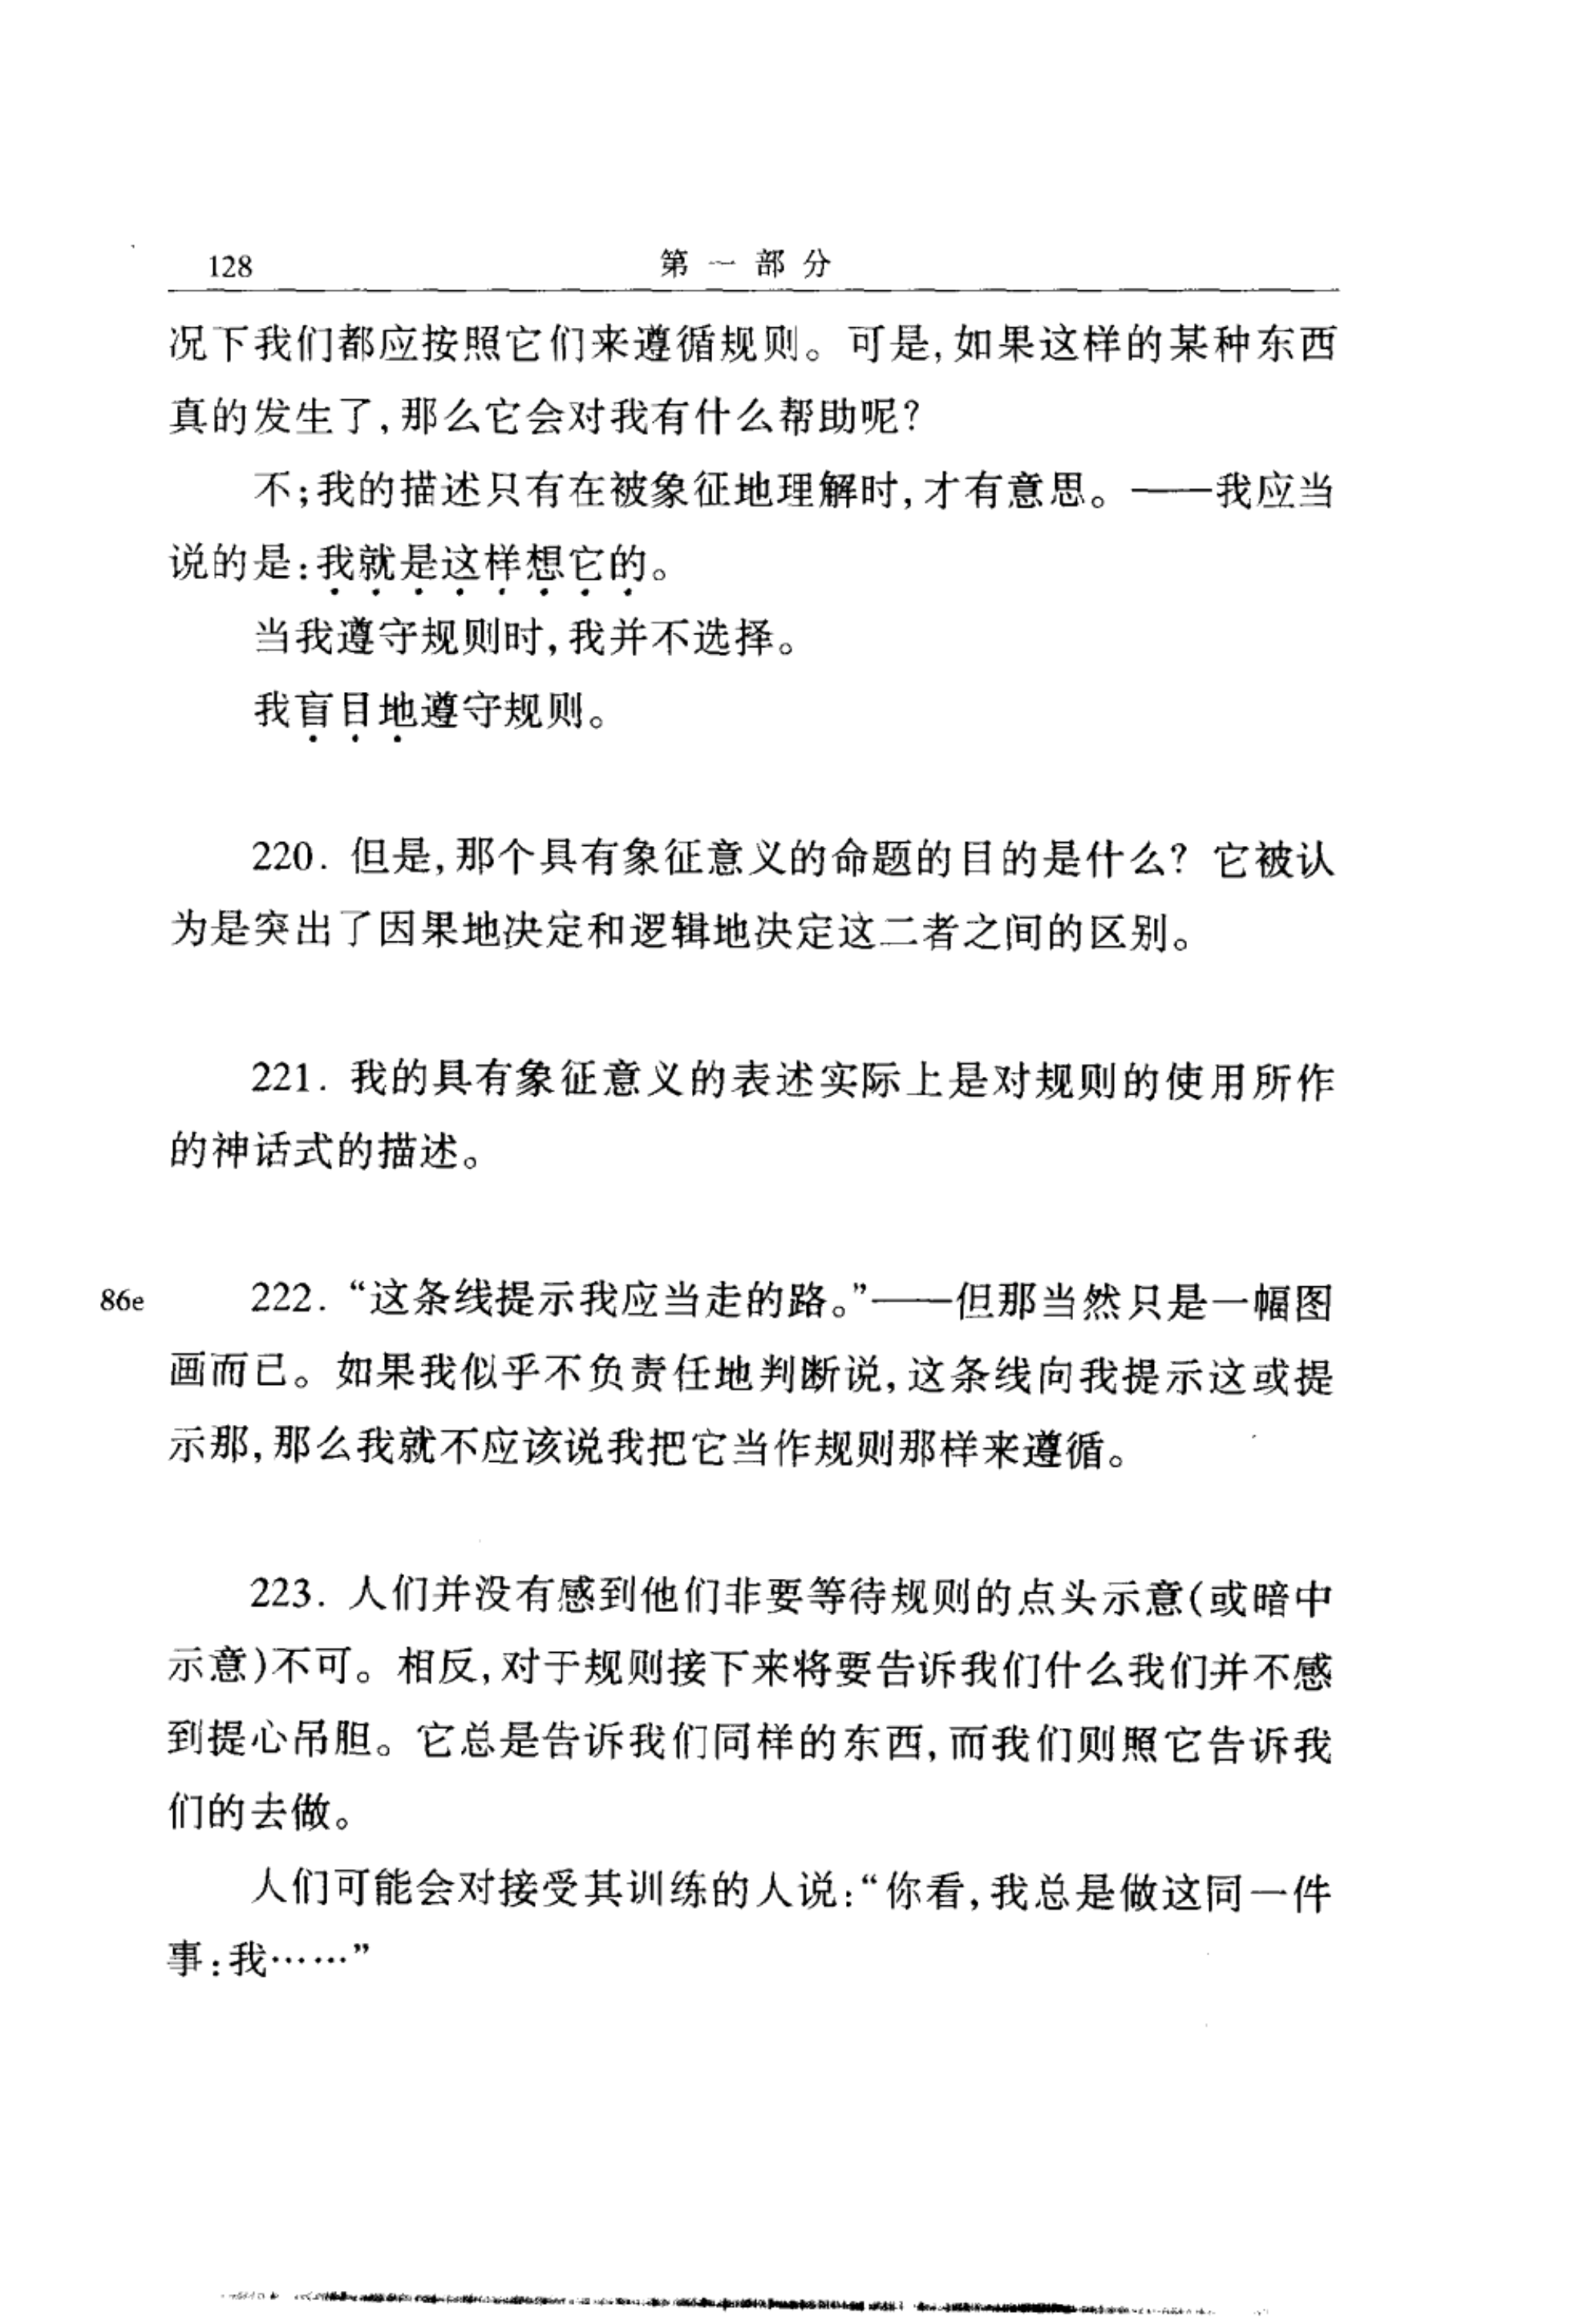 128 第一部分
况下我们都应按照它们来遵循规则。可是,如果这样的某种东西
真的发生了,那么它会对我有什么帮助呢?
不;我的描述只有在被象征地理解时,才有意思。——我应当
说的是:我就是这样想它的。
当我遵守规则时,我并不选择。
我盲目地遵守规则。
220. 但是,那个具有象征意义的命题的目的是什么? 它被认
为是突出了因果地决定和逻辑地决定这二者之间的区别。
221. 我的具有象征意义的表述实际上是对规则的使用所作
的神话式的描述。
86e 222. “这条线提示我应当走的路。”——但那当然只是一幅图
画而已。如果我似乎不负责任地判断说,这条线向我提示这或提
示那,那么我就不应该说我把它当作规则那样来遵循。
223. 人们并没有感到他们非要等待规则的点头示意(或暗中
示意)不可。相反,对于规则接下来将要告诉我们什么我们并不感
到提心吊胆。它总是告诉我们同样的东西,而我们则照它告诉我
们的去做。
人们可能会对接受其训练的人说:“你看,我总是做这同一件
事:我……”